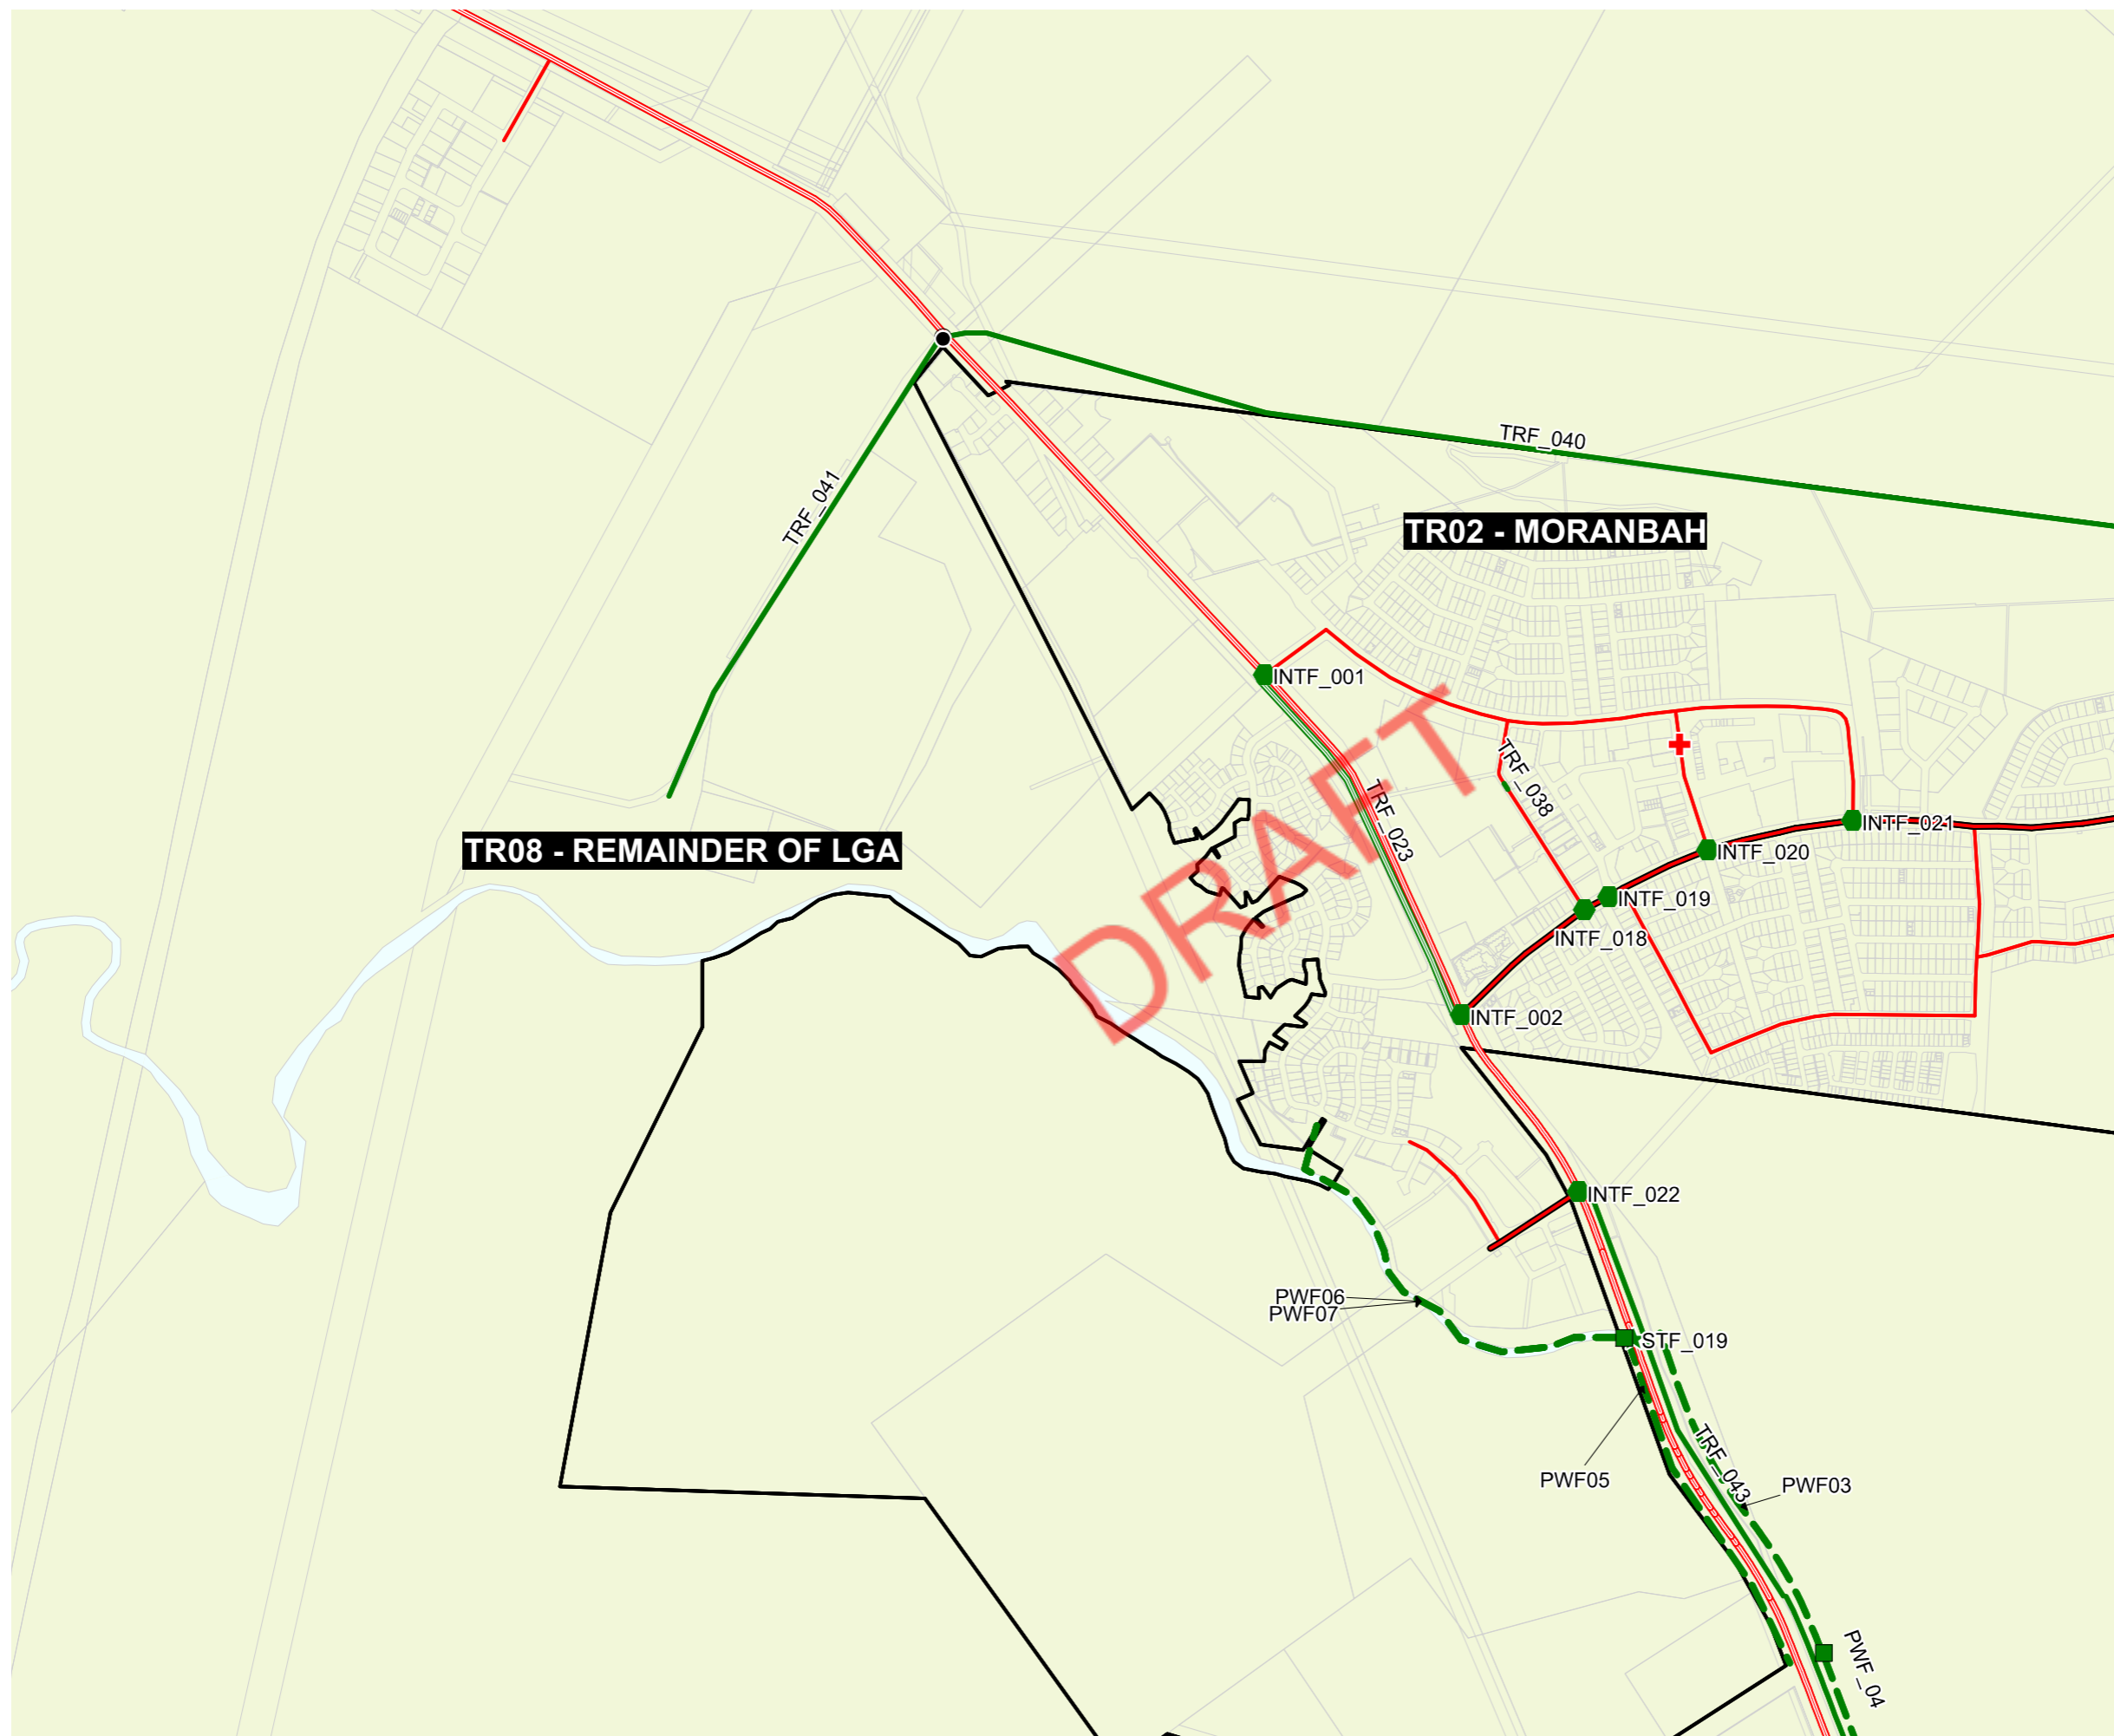 TRF_040
TRF_041
TR02 - MORANBAH
INTF_001
TRF_038
TRF_023
INTF_021
TR08 - REMAINDER OF LGA
INTF_020
INTF_019
INTF_018
DRAFT
INTF_002
INTF_022
PWF06
PWF07
STF_019
TRF_043
PWF05
PWF03
PWF_04